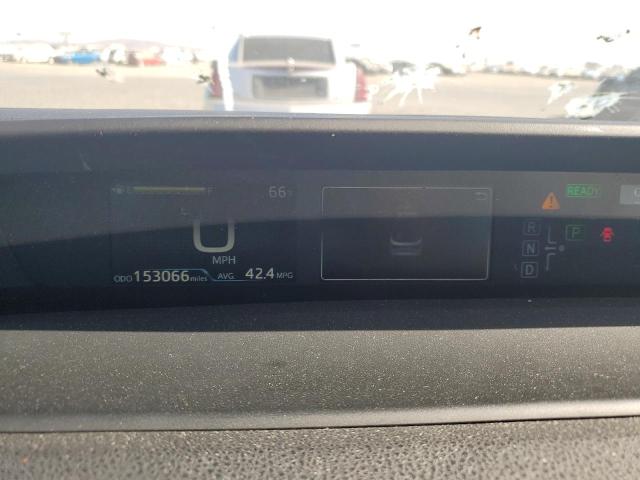 E F 66°F
0
MPH
ODO 153066 miles AVG. 42.4 MPG
READY
R P
N
D